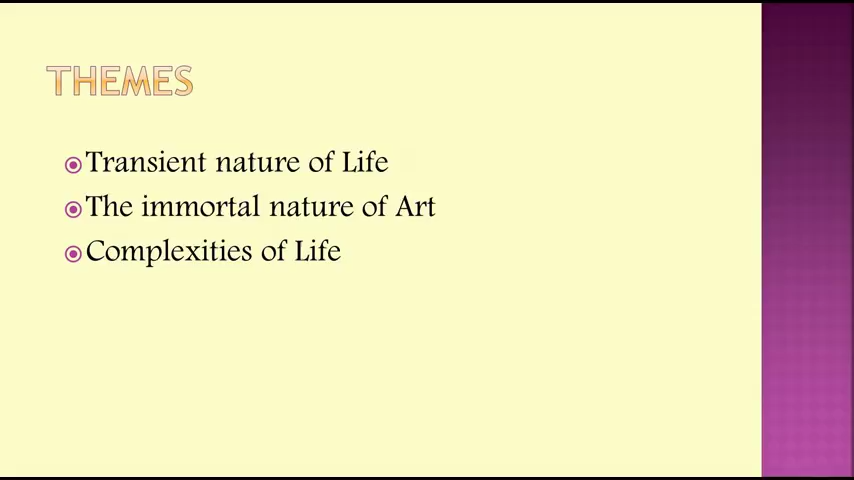 THEMES
Transient nature of Life
The immortal nature of Art
Complexities of Life